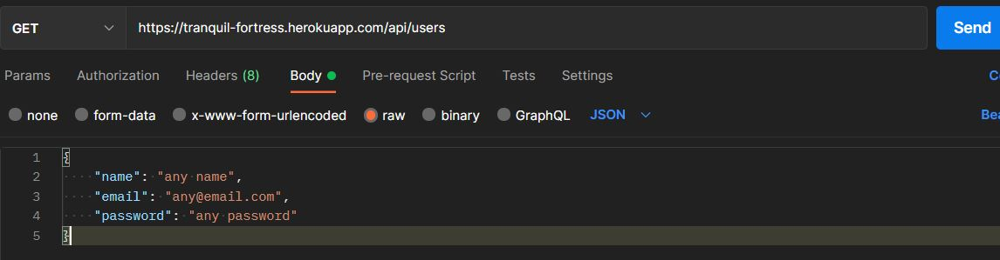 GET https://tranquil-fortress.herokuapp.com/api/users Send
Params Authorization Headers (8) Body Pre-request Script Tests Settings
none form-data x-www-form-urlencoded raw binary GraphQL JSON
1 {
2 "name": "any name",
3 "email": "any@email.com",
4 "password": "any password"
5 }